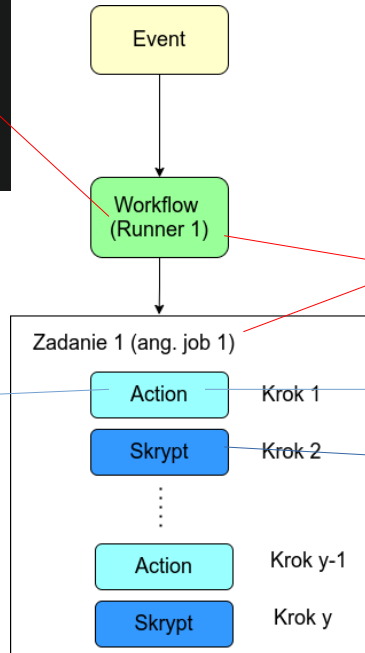 Event
Workflow
(Runner 1)
Zadanie 1 (ang. job 1)
Action Krok 1
Skrypt Krok 2
Action Krok y-1
Skrypt Krok y